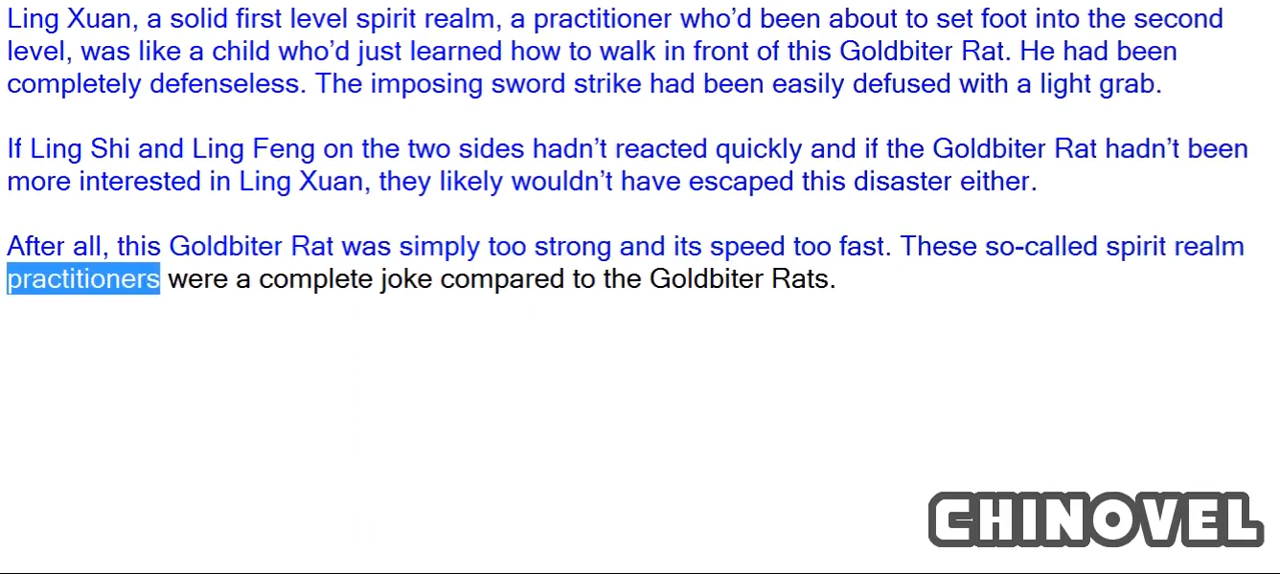 Ling Xuan, a solid first level spirit realm, a practitioner who’d been about to set foot into the second
level, was like a child who’d just learned how to walk in front of this Goldbiter Rat. He had been
completely defenseless. The imposing sword strike had been easily defused with a light grab.
If Ling Shi and Ling Feng on the two sides hadn’t reacted quickly and if the Goldbiter Rat hadn’t been
more interested in Ling Xuan, they likely wouldn’t have escaped this disaster either.
After all, this Goldbiter Rat was simply too strong and its speed too fast. These so-called spirit realm
practitioners were a complete joke compared to the Goldbiter Rats.
CHINOVEL